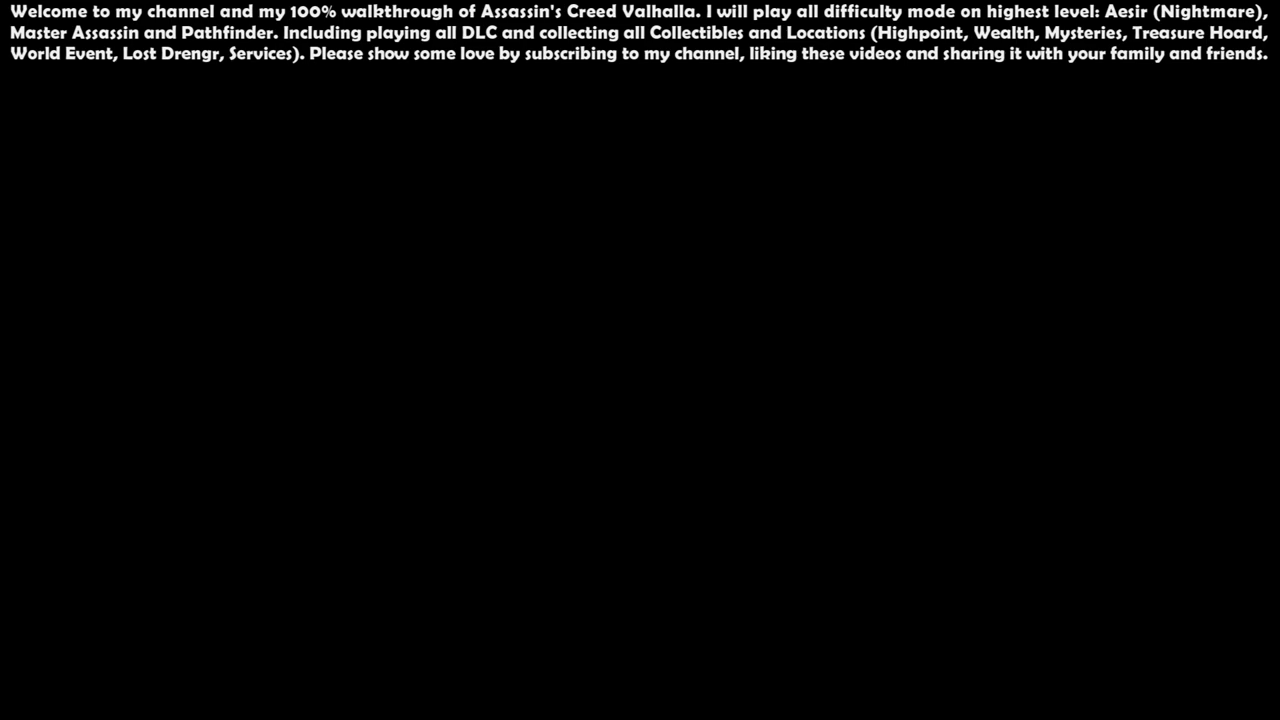 Welcome to my channel and my 100% walkthrough of Assassin's Creed Valhalla. I will play all difficulty mode on highest level: Aesir (Nightmare),
Master Assassin and Pathfinder. Including playing all DLC and collecting all Collectibles and Locations (Highpoint, Wealth, Mysteries, Treasure Hoard,
World Event, Lost Drengr, Services). Please show some love by subscribing to my channel, liking these videos and sharing it with your family and friends.